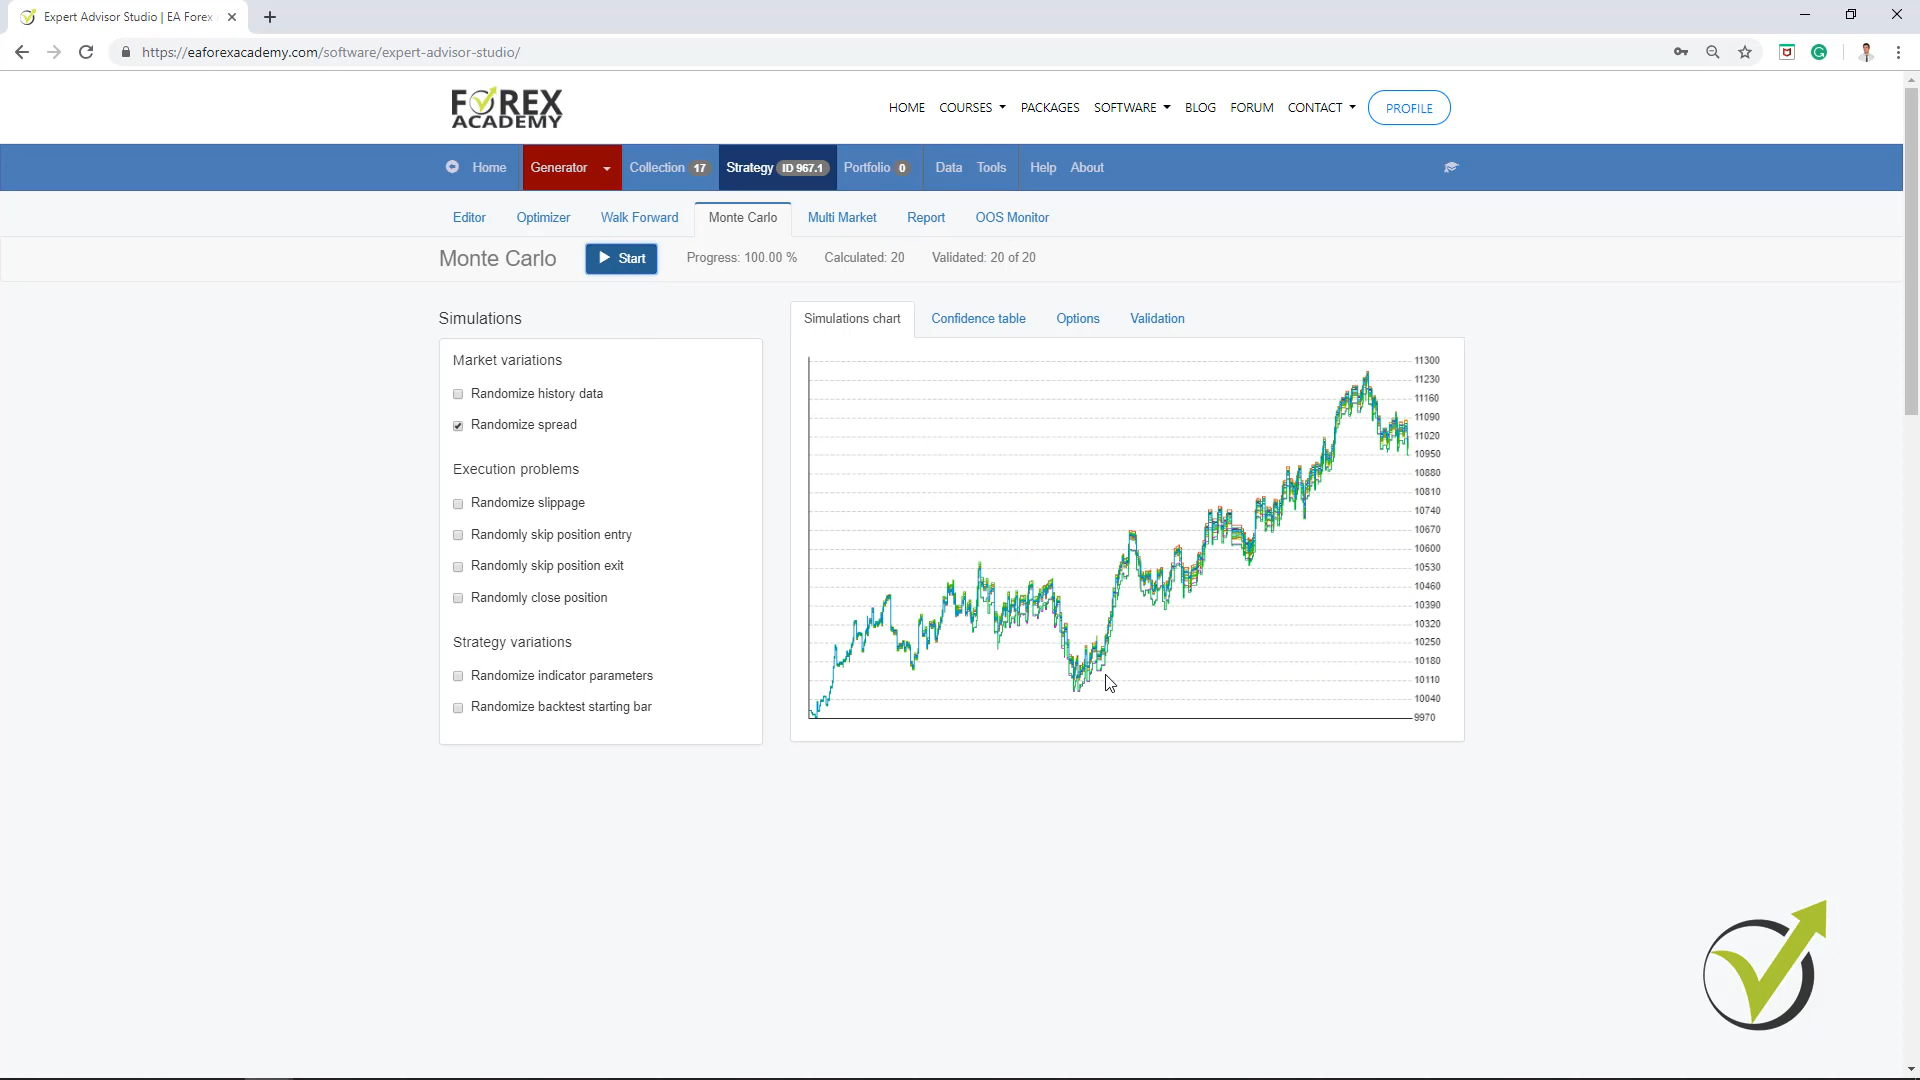 Expert Advisor Studio | EA Forex
https://eaforexacademy.com/software/expert-advisor-studio/
FOREX
ACADEMY
HOME COURSES PACKAGES SOFTWARE BLOG FORUM CONTACT PROFILE
Home Generator Collection 17 Strategy ID 967.1 Portfolio 0 Data Tools Help About
Editor Optimizer Walk Forward Monte Carlo Multi Market Report OOS Monitor
Monte Carlo Start Progress: 100.00 % Calculated: 20 Validated: 20 of 20
Simulations
Market variations
Randomize history data
Randomize spread
Execution problems
Randomize slippage
Randomly skip position entry
Randomly skip position exit
Randomly close position
Strategy variations
Randomize indicator parameters
Randomize backtest starting bar
Simulations chart Confidence table Options Validation
11300
11230
11160
11090
11020
10950
10880
10810
10740
10670
10600
10530
10460
10390
10320
10250
10180
10110
10040
9970